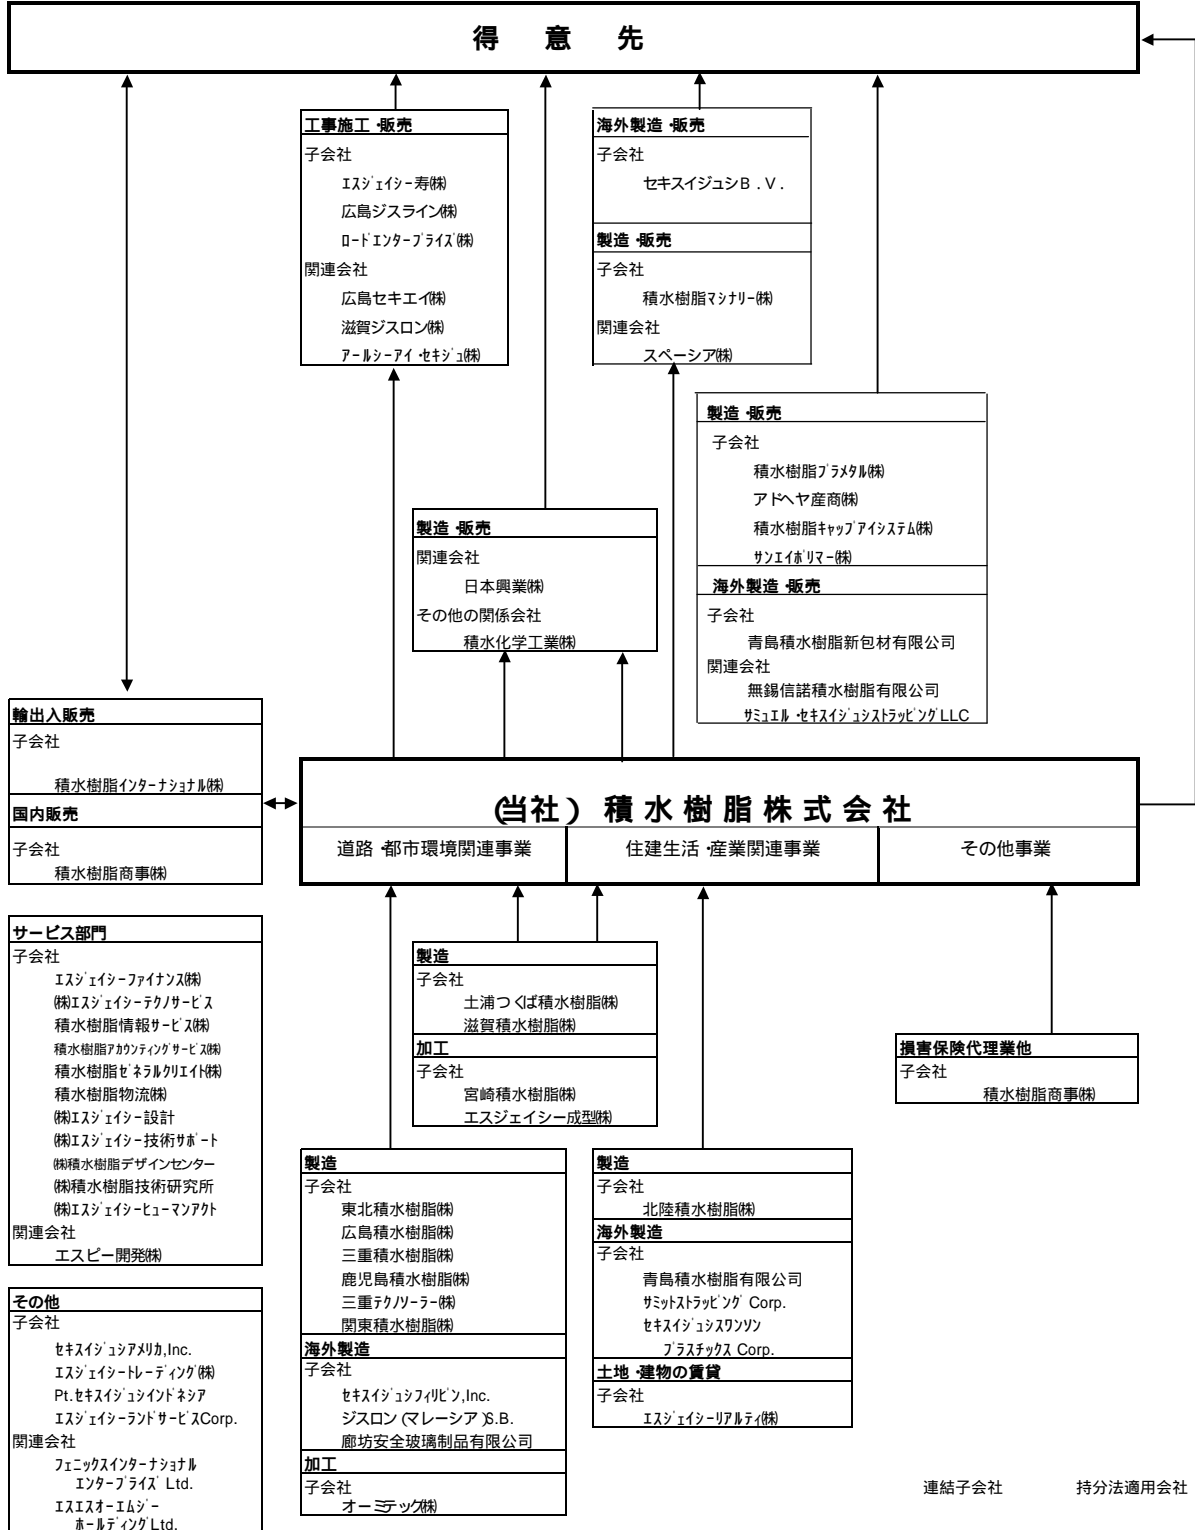 得 意 先
工事施工・販売
子会社
エスジェイシー寿㈱
広島ジスライン㈱
ロードエンタープライズ㈱
関連会社
広島セキエイ㈱
滋賀ジスロン㈱
アールシーアイ・セキジュ㈱
海外製造・販売
子会社
セキスイジュシB.V.
製造・販売
子会社
積水樹脂マシナリー㈱
関連会社
スペーシア㈱
製造・販売
子会社
積水樹脂プラメタル㈱
アドヘヤ産商㈱
積水樹脂キャップアイシステム㈱
サンエイポリマー㈱
海外製造・販売
子会社
青島積水樹脂新包材有限公司
関連会社
無錫信諾積水樹脂有限公司
サミュエル・セキスイジュシストラッピングLLC
製造・販売
関連会社
日本興業㈱
その他の関係会社
積水化学工業㈱
輸出入販売
子会社
積水樹脂インターナショナル㈱
国内販売
子会社
積水樹脂商事㈱
(当社)積水樹脂株式会社
道路・都市環境関連事業
住建生活・産業関連事業
その他事業
サービス部門
子会社
エスジェイシーファイナンス㈱
㈱エスジェイシーテクノサービス
積水樹脂情報サービス㈱
積水樹脂アカウンティングサービス㈱
積水樹脂ゼネラルクリエイト㈱
積水樹脂物流㈱
㈱エスジェイシー設計
㈱エスジェイシー技術サポート
㈱積水樹脂デザインセンター
㈱積水樹脂技術研究所
㈱エスジェイシーヒューマンアクト
関連会社
エスピー開発㈱
その他
子会社
セキスイジュシアメリカ,Inc.
エスジェイシートレーディング㈱
Pt.セキスイジュシインドネシア
エスジェイシーランドサービスCorp.
関連会社
フェニックスインターナショナル
エンタープライズ Ltd.
エスエスオーエムジー
ホールディングLtd.
製造
子会社
土浦つくば積水樹脂㈱
滋賀積水樹脂㈱
加工
子会社
宮崎積水樹脂㈱
エスジェイシー成型㈱
製造
子会社
東北積水樹脂㈱
広島積水樹脂㈱
三重積水樹脂㈱
鹿児島積水樹脂㈱
三重テクノソーラー㈱
関東積水樹脂㈱
海外製造
子会社
セキスイジュシフィリピン,Inc.
ジスロン(マレーシア)S.B.
廊坊安全玻璃制品有限公司
加工
子会社
オーミテック㈱
製造
子会社
北陸積水樹脂㈱
海外製造
子会社
青島積水樹脂有限公司
サミットストラッピング Corp.
セキスイジュシスワンソン
プラスチックス Corp.
土地・建物の賃貸
子会社
エスジェイシーリアルティ㈱
損害保険代理業他
子会社
積水樹脂商事㈱
連結子会社 持分法適用会社